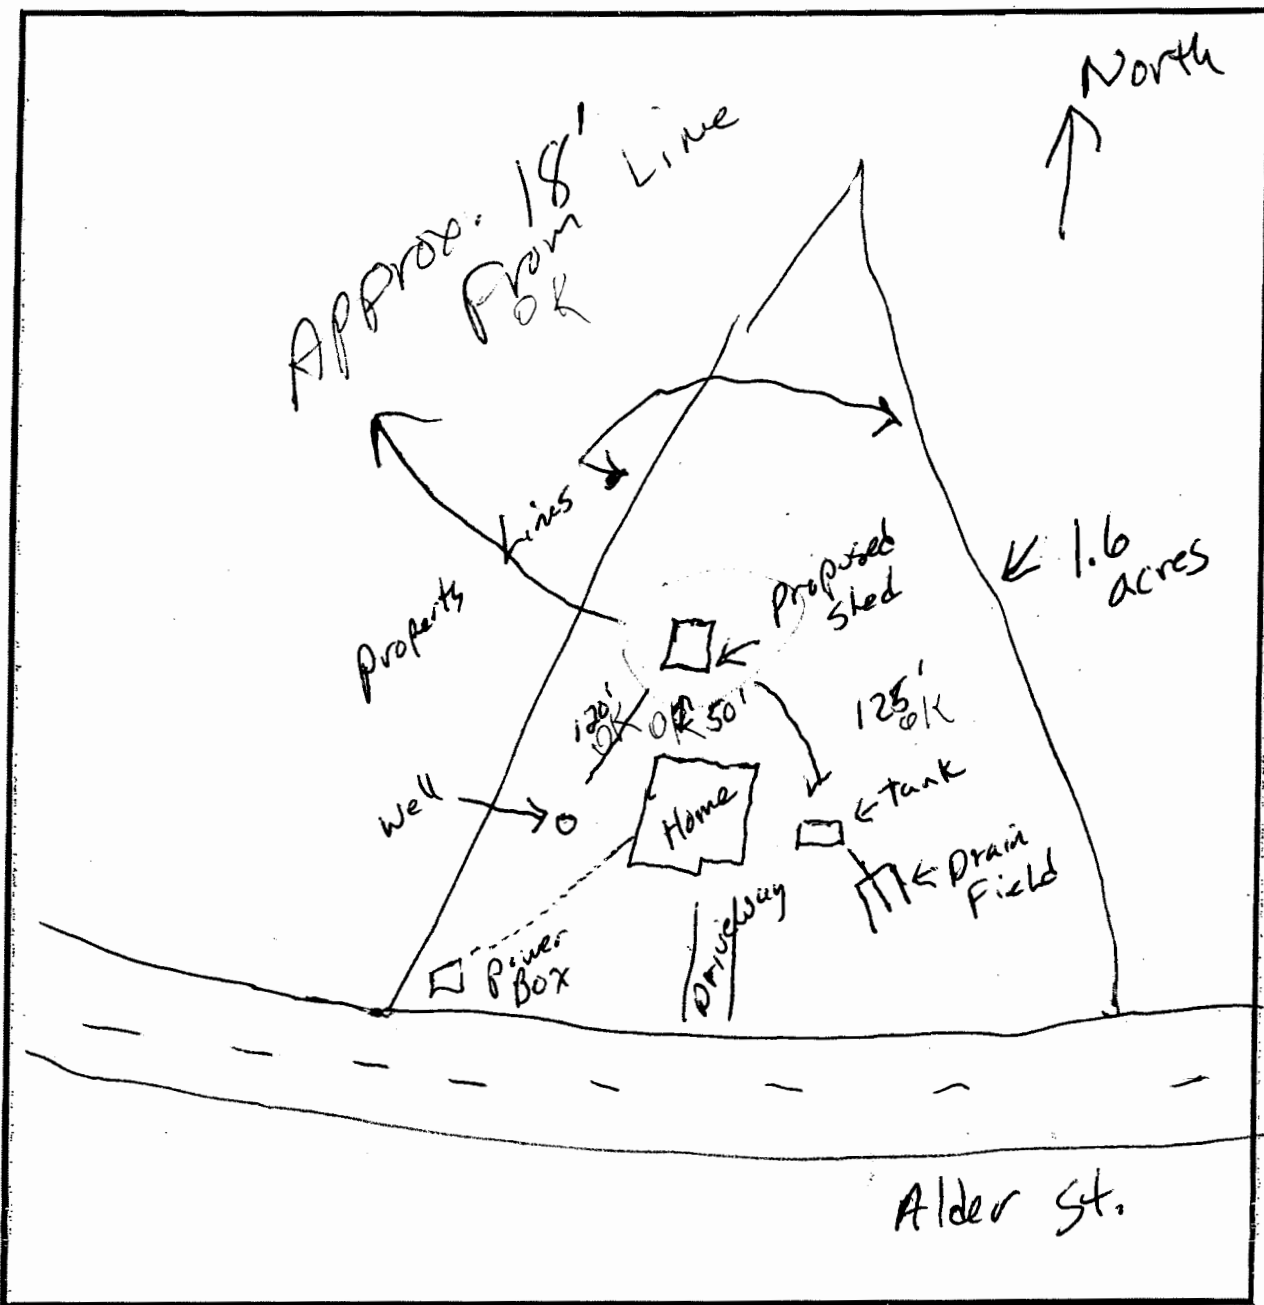 North
Approx. 18'
From Line
OK
Property Lines
1.6
acres
Proposed
Shed
120'
OK
OK 50'
125'
OK
Well
Home
Tank
Drain
Field
Driveway
Power
Box
Alder St.